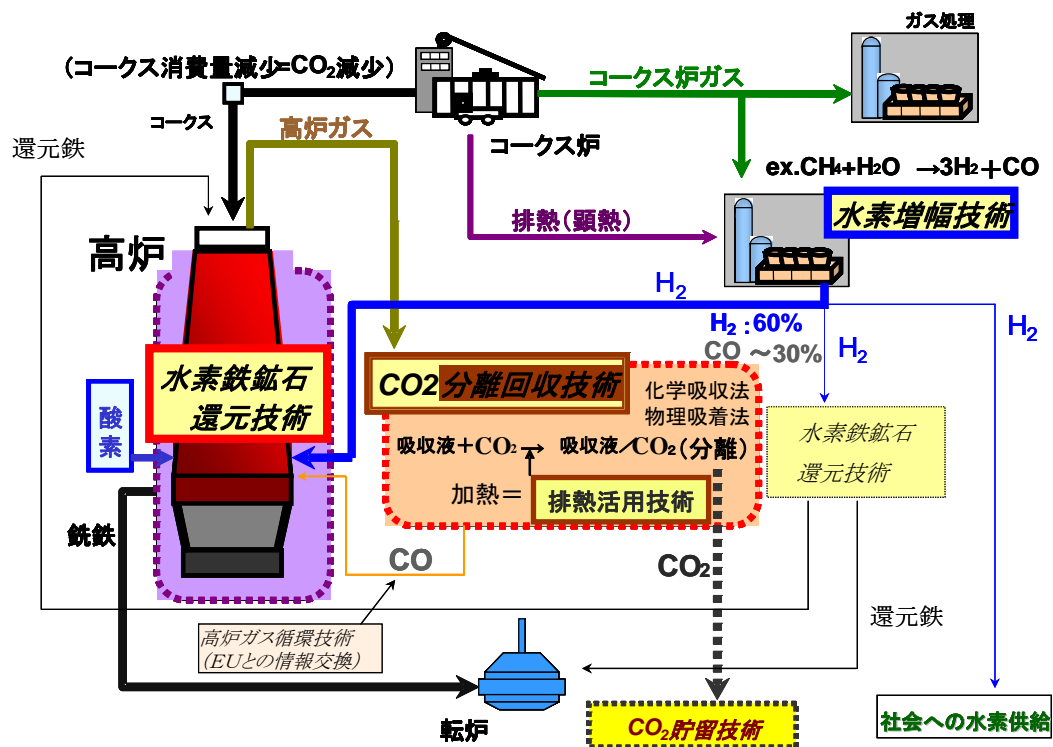 ガス処理
（コークス消費量減少=CO₂減少）
コークス炉ガス
コークス
高炉ガス
コークス炉
還元鉄
ex.CH₄+H₂O →3H₂＋CO
水素増幅技術
排熱（顕熱）
高炉
H₂
H₂：60%
CO ～30%
H₂
H₂
水素鉄鉱石
還元技術
CO2分離回収技術
化学吸収法
物理吸着法
酸素
吸収液＋CO₂→ 吸収液／CO₂（分離）
水素鉄鉱石
還元技術
加熱＝
排熱活用技術
銑鉄
CO
CO₂
還元鉄
高炉ガス循環技術
（EUとの情報交換）
転炉
CO₂貯留技術
社会への水素供給